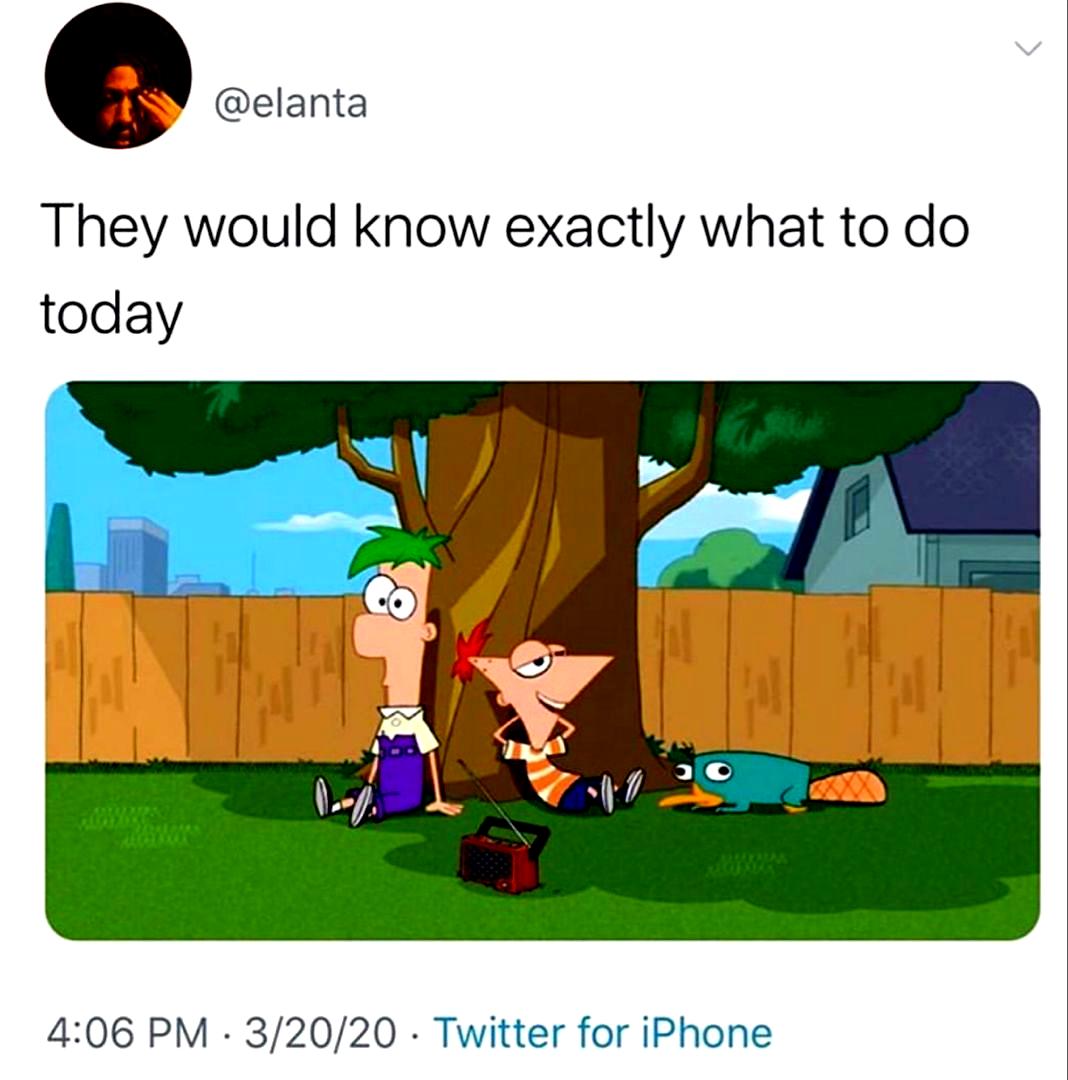 @elanta
They would know exactly what to do
today
4:06 PM · 3/20/20 · Twitter for iPhone